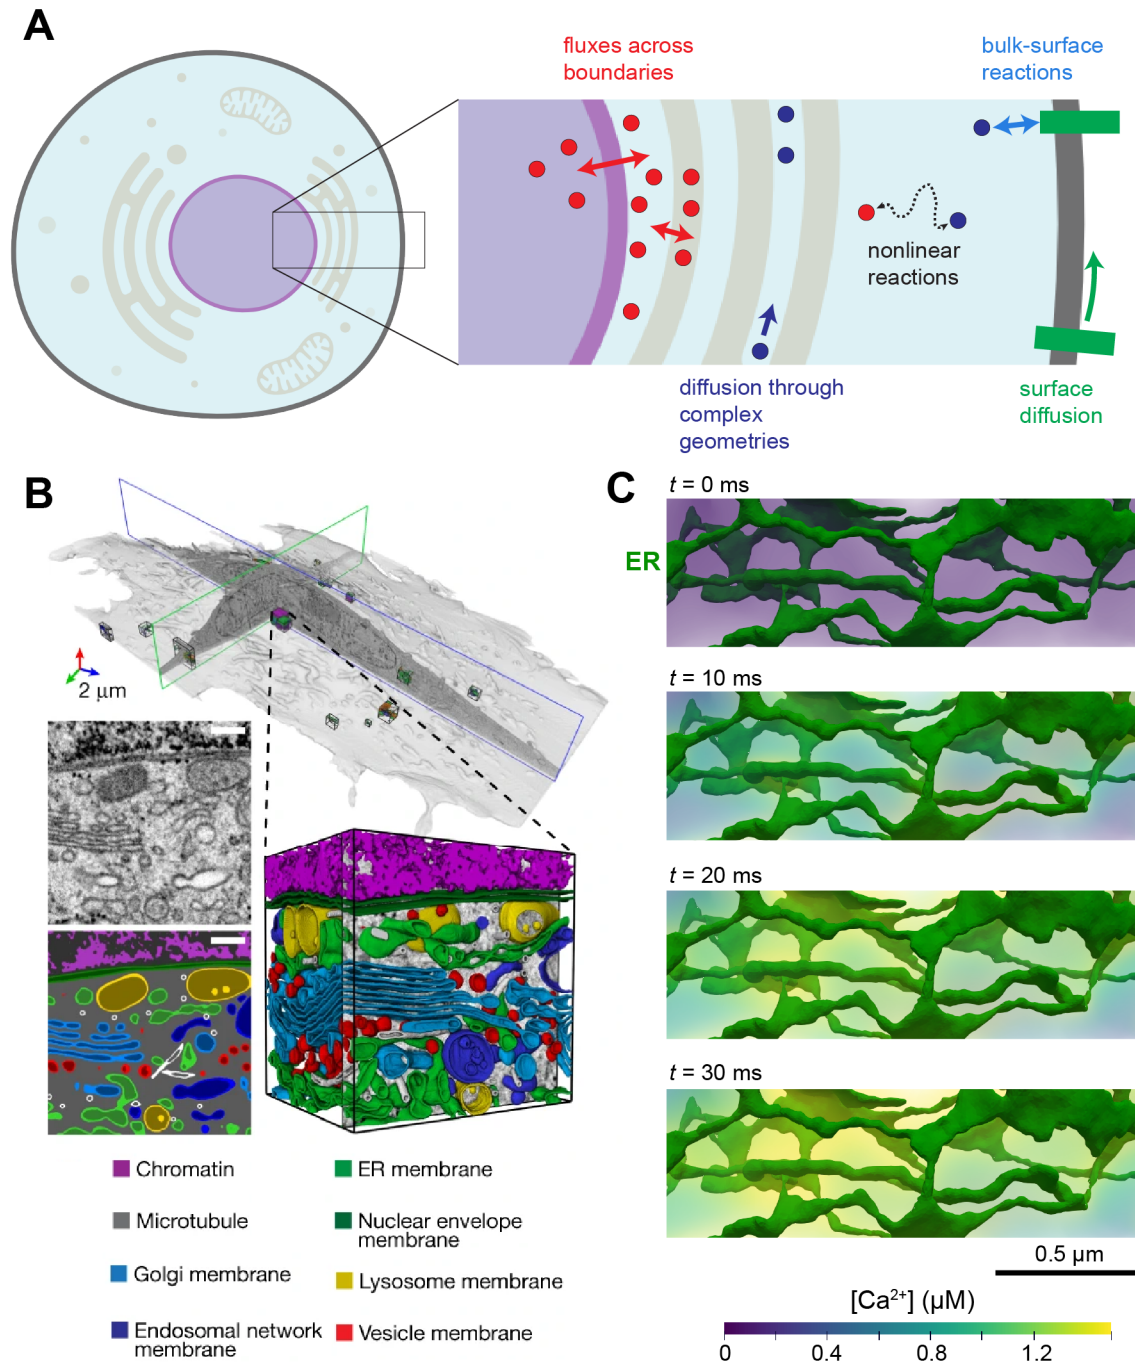 A
fluxes across
boundaries
bulk-surface
reactions
nonlinear
reactions
diffusion through
complex
geometries
surface
diffusion
B
2 μm
Chromatin
ER membrane
Microtubule
Nuclear envelope
membrane
Golgi membrane
Lysosome membrane
Endosomal network
membrane
Vesicle membrane
C
t = 0 ms
ER
t = 10 ms
t = 20 ms
t = 30 ms
0.5 μm
[Ca²⁺] (μM)
0 0.4 0.8 1.2